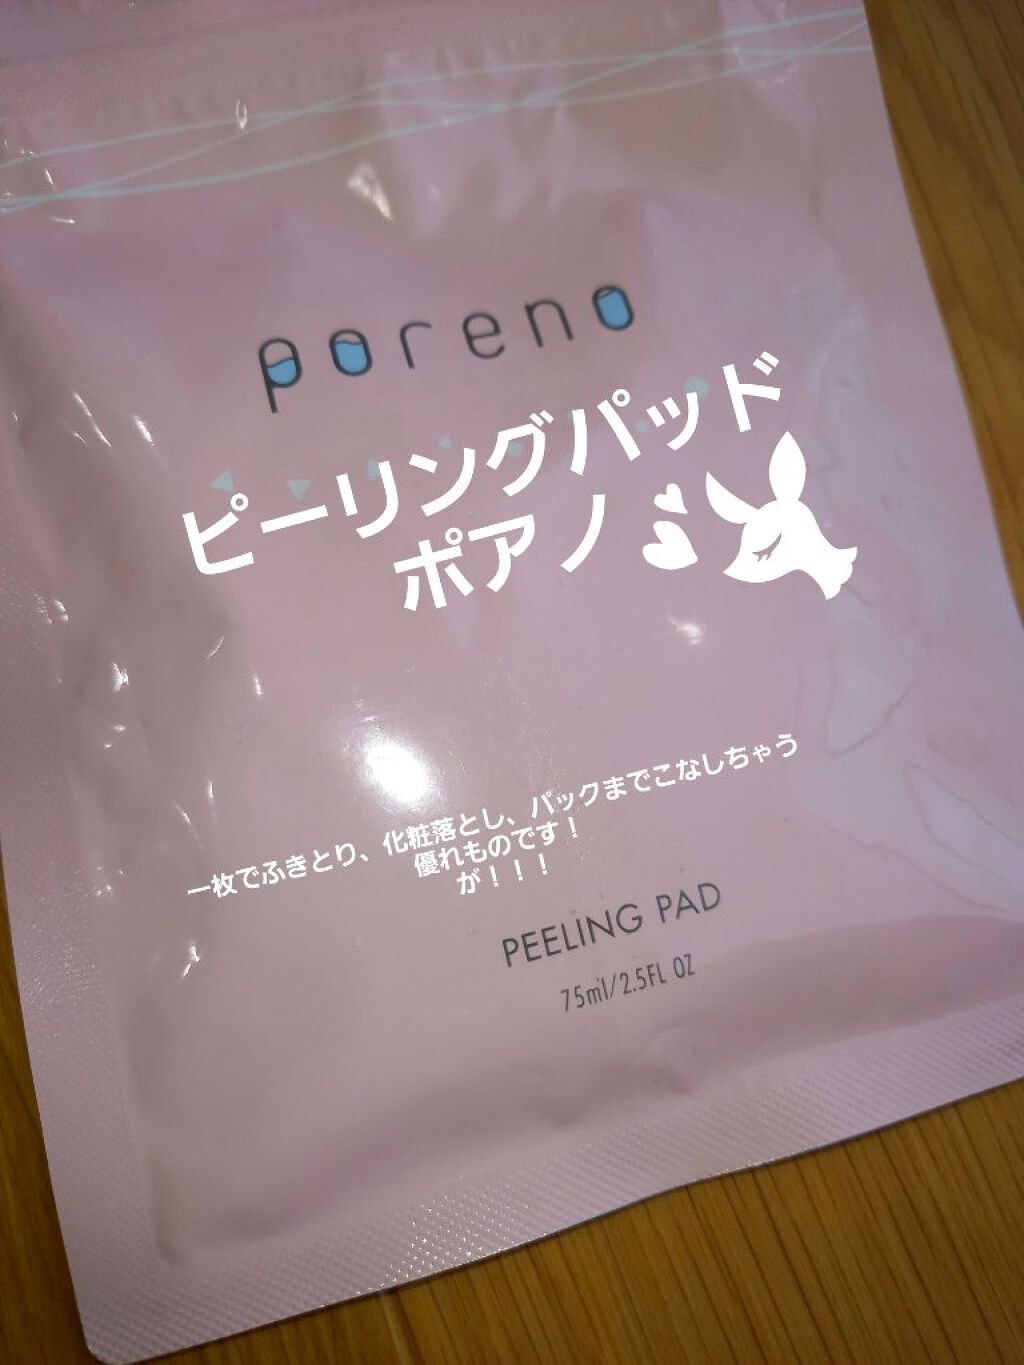 poreno
ピーリングパッド
ポアノ
一枚でふきとり、化粧落とし、パックまでこなしちゃう
優れものです！
が！！！
PEELING PAD
75ml/2.5FL OZ